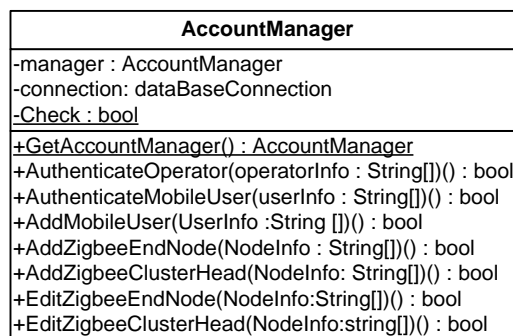 AccountManager
-manager : AccountManager
-connection: dataBaseConnection
-Check : bool
+GetAccountManager() : AccountManager
+AuthenticateOperator(operatorInfo : String[])() : bool
+AuthenticateMobileUser(userInfo : String[])() : bool
+AddMobileUser(UserInfo :String [])() : bool
+AddZigbeeEndNode(NodeInfo : String[])() : bool
+AddZigbeeClusterHead(NodeInfo: String[])() : bool
+EditZigbeeEndNode(NodeInfo:String[])() : bool
+EditZigbeeClusterHead(NodeInfo:string[])() : bool